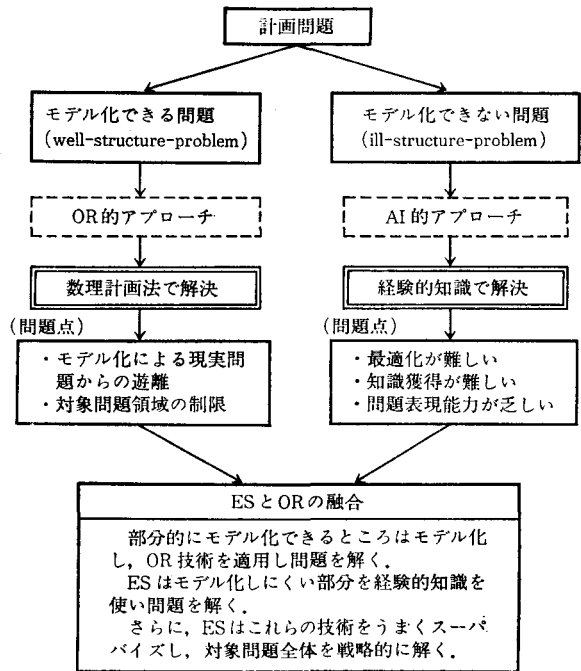 計画問題
モデル化できる問題
(well-structure-problem)
モデル化できない問題
(ill-structure-problem)
OR的アプローチ
AI的アプローチ
数理計画法で解決
経験的知識で解決
(問題点)
(問題点)
・モデル化による現実問
題からの遊離
・対象問題領域の制限
・最適化が難しい
・知識獲得が難しい
・問題表現能力が乏しい
ESとORの融合
部分的にモデル化できるところはモデル化
し,OR技術を適用し問題を解く.
ESはモデル化しにくい部分を経験的知識を
使い問題を解く.
さらに,ESはこれらの技術をうまくスーパ
バイズし,対象問題全体を戦略的に解く.